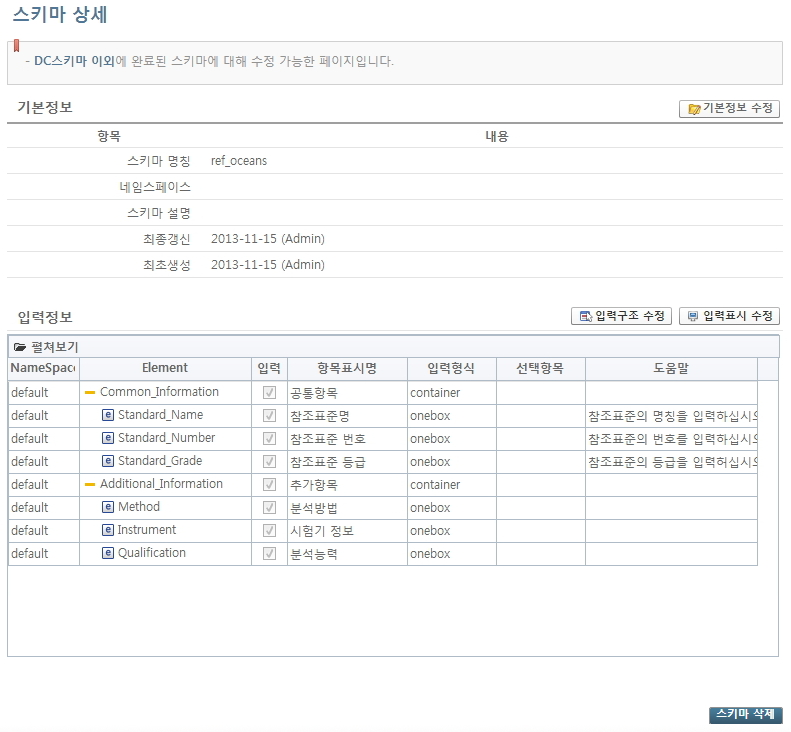 스키마 상세
- DC스키마 이외에 완료된 스키마에 대해 수정 가능한 페이지입니다.
기본정보 기본정보 수정
항목 내용
스키마 명칭 ref_oceans
네임스페이스
스키마 설명
최종갱신 2013-11-15 (Admin)
최초생성 2013-11-15 (Admin)
입력정보 입력구조 수정 입력표시 수정
펼쳐보기
NameSpac Element 입력 항목표시명 입력형식 선택항목 도움말
default Common_Information 공통항목 container
default Standard_Name 참조표준명 onebox 참조표준의 명칭을 입력하십시오
default Standard_Number 참조표준 번호 onebox 참조표준의 번호를 입력하십시오
default Standard_Grade 참조표준 등급 onebox 참조표준의 등급을 입력허십시오
default Additional_Information 추가항목 container
default Method 분석방법 onebox
default Instrument 시험기 정보 onebox
default Qualification 분석능력 onebox
스키마 삭제